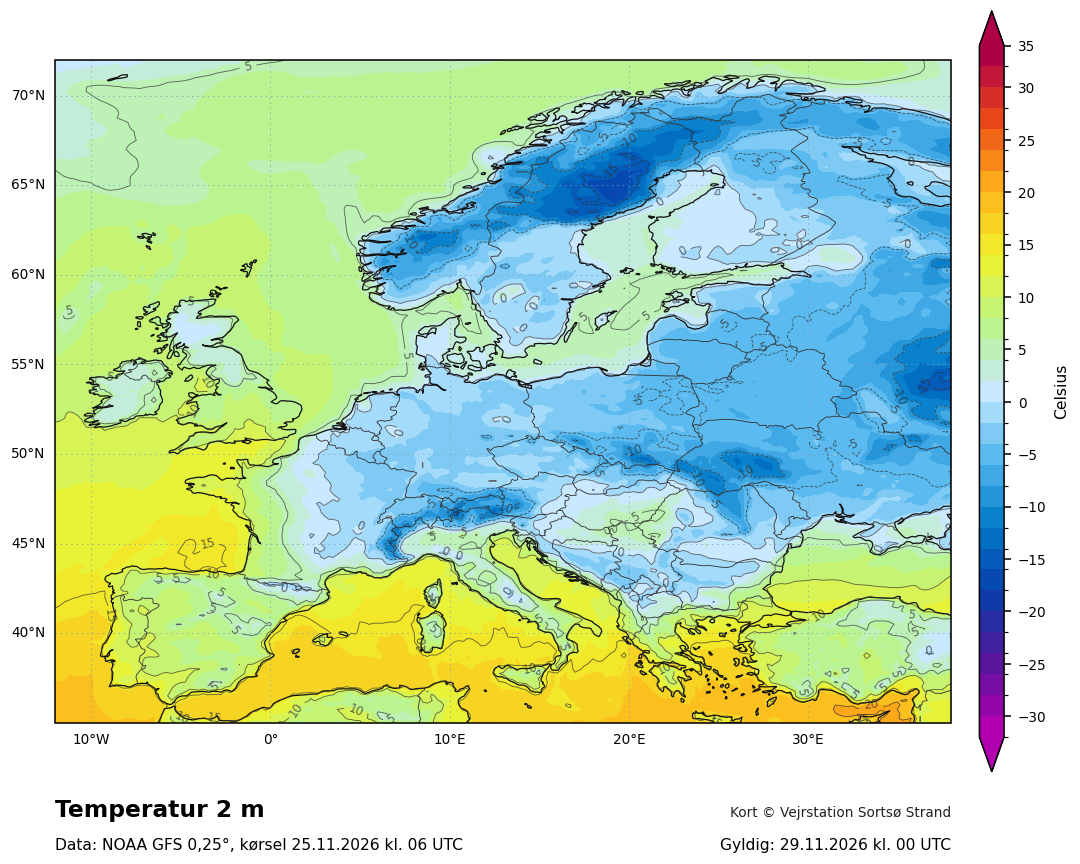 35
30
25
20
15
10
5
0
−5
−10
−15
−20
−25
−30
Celsius
70°N
65°N
60°N
55°N
50°N
45°N
40°N
10°W 0° 10°E 20°E 30°E
Temperatur 2 m
Kort © Vejrstation Sortsø Strand
Data: NOAA GFS 0,25°, kørsel 25.11.2026 kl. 06 UTC
Gyldig: 29.11.2026 kl. 00 UTC